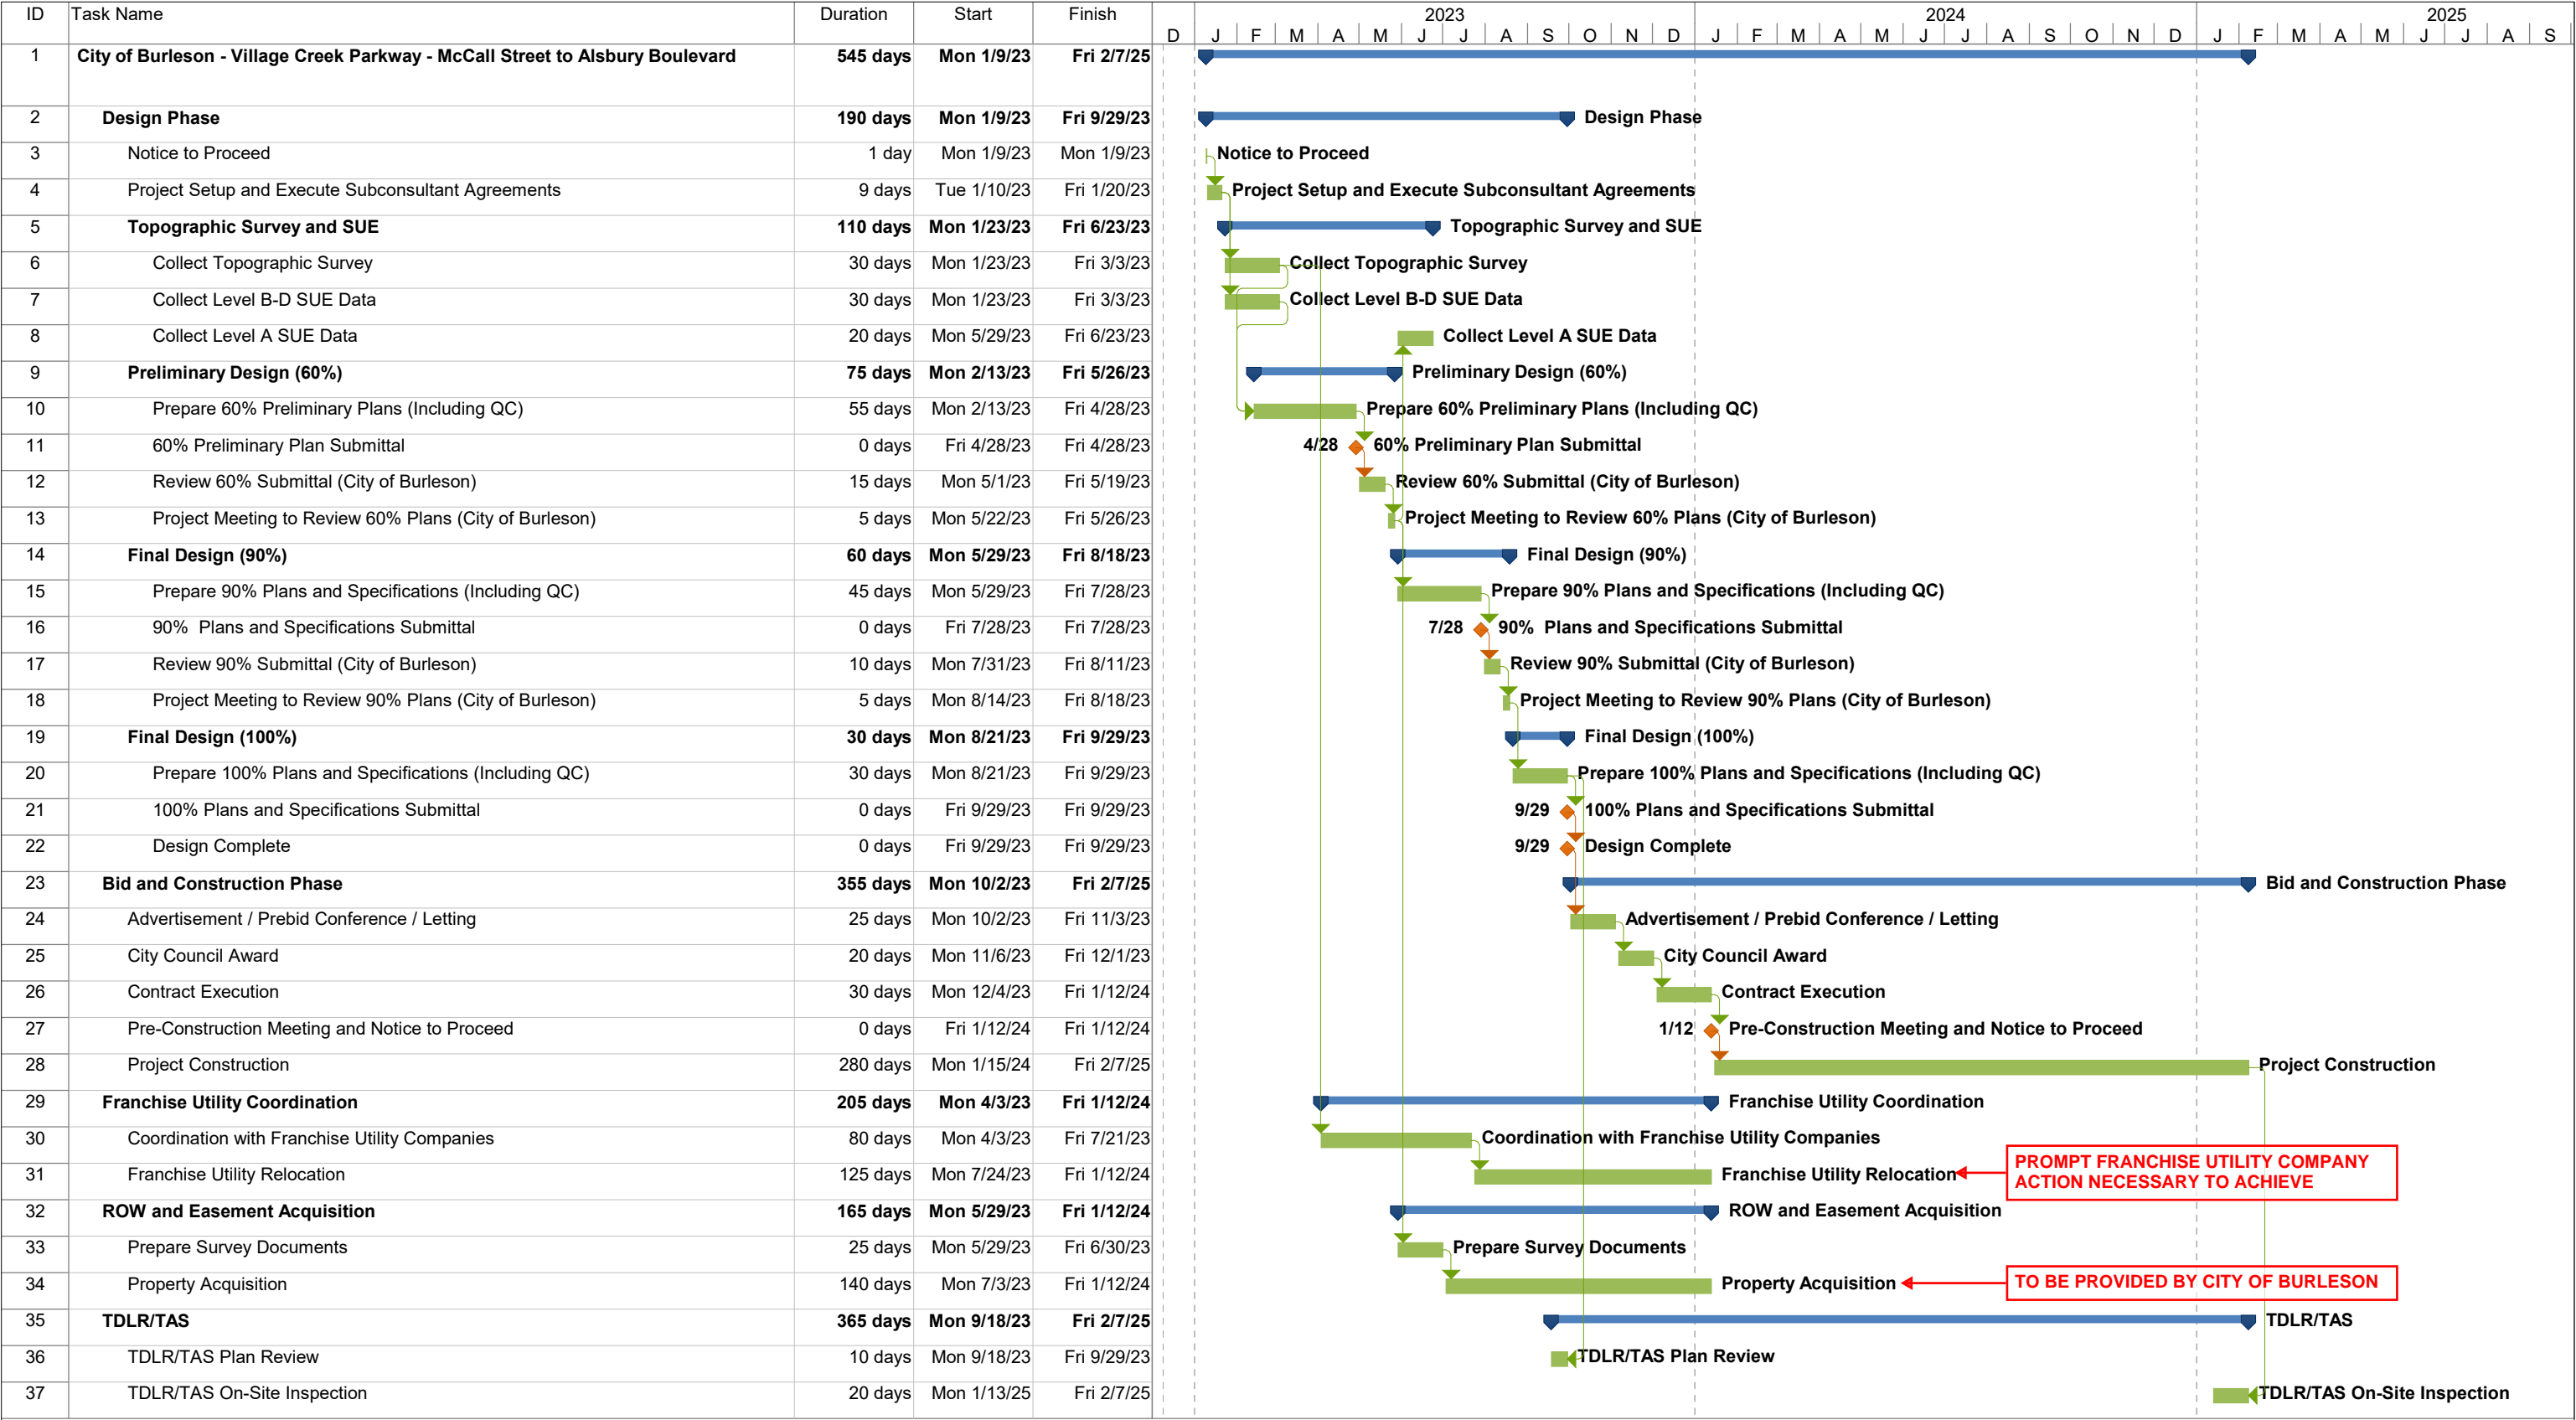 ID Task Name Duration Start Finish 2023 2024 2025
D J F M A M J J A S O N D J F M A M J J A S O N D J F M A M J J A S
1 City of Burleson - Village Creek Parkway - McCall Street to Alsbury Boulevard 545 days Mon 1/9/23 Fri 2/7/25
2 Design Phase 190 days Mon 1/9/23 Fri 9/29/23 Design Phase
3 Notice to Proceed 1 day Mon 1/9/23 Mon 1/9/23 Notice to Proceed
4 Project Setup and Execute Subconsultant Agreements 9 days Tue 1/10/23 Fri 1/20/23 Project Setup and Execute Subconsultant Agreements
5 Topographic Survey and SUE 110 days Mon 1/23/23 Fri 6/23/23 Topographic Survey and SUE
6 Collect Topographic Survey 30 days Mon 1/23/23 Fri 3/3/23 Collect Topographic Survey
7 Collect Level B-D SUE Data 30 days Mon 1/23/23 Fri 3/3/23 Collect Level B-D SUE Data
8 Collect Level A SUE Data 20 days Mon 5/29/23 Fri 6/23/23 Collect Level A SUE Data
9 Preliminary Design (60%) 75 days Mon 2/13/23 Fri 5/26/23 Preliminary Design (60%)
10 Prepare 60% Preliminary Plans (Including QC) 55 days Mon 2/13/23 Fri 4/28/23 Prepare 60% Preliminary Plans (Including QC)
11 60% Preliminary Plan Submittal 0 days Fri 4/28/23 Fri 4/28/23 4/28 60% Preliminary Plan Submittal
12 Review 60% Submittal (City of Burleson) 15 days Mon 5/1/23 Fri 5/19/23 Review 60% Submittal (City of Burleson)
13 Project Meeting to Review 60% Plans (City of Burleson) 5 days Mon 5/22/23 Fri 5/26/23 Project Meeting to Review 60% Plans (City of Burleson)
14 Final Design (90%) 60 days Mon 5/29/23 Fri 8/18/23 Final Design (90%)
15 Prepare 90% Plans and Specifications (Including QC) 45 days Mon 5/29/23 Fri 7/28/23 Prepare 90% Plans and Specifications (Including QC)
16 90%  Plans and Specifications Submittal 0 days Fri 7/28/23 Fri 7/28/23 7/28 90%  Plans and Specifications Submittal
17 Review 90% Submittal (City of Burleson) 10 days Mon 7/31/23 Fri 8/11/23 Review 90% Submittal (City of Burleson)
18 Project Meeting to Review 90% Plans (City of Burleson) 5 days Mon 8/14/23 Fri 8/18/23 Project Meeting to Review 90% Plans (City of Burleson)
19 Final Design (100%) 30 days Mon 8/21/23 Fri 9/29/23 Final Design (100%)
20 Prepare 100% Plans and Specifications (Including QC) 30 days Mon 8/21/23 Fri 9/29/23 Prepare 100% Plans and Specifications (Including QC)
21 100% Plans and Specifications Submittal 0 days Fri 9/29/23 Fri 9/29/23 9/29 100% Plans and Specifications Submittal
22 Design Complete 0 days Fri 9/29/23 Fri 9/29/23 9/29 Design Complete
23 Bid and Construction Phase 355 days Mon 10/2/23 Fri 2/7/25 Bid and Construction Phase
24 Advertisement / Prebid Conference / Letting 25 days Mon 10/2/23 Fri 11/3/23 Advertisement / Prebid Conference / Letting
25 City Council Award 20 days Mon 11/6/23 Fri 12/1/23 City Council Award
26 Contract Execution 30 days Mon 12/4/23 Fri 1/12/24 Contract Execution
27 Pre-Construction Meeting and Notice to Proceed 0 days Fri 1/12/24 Fri 1/12/24 1/12 Pre-Construction Meeting and Notice to Proceed
28 Project Construction 280 days Mon 1/15/24 Fri 2/7/25 Project Construction
29 Franchise Utility Coordination 205 days Mon 4/3/23 Fri 1/12/24 Franchise Utility Coordination
30 Coordination with Franchise Utility Companies 80 days Mon 4/3/23 Fri 7/21/23 Coordination with Franchise Utility Companies
31 Franchise Utility Relocation 125 days Mon 7/24/23 Fri 1/12/24 Franchise Utility Relocation
PROMPT FRANCHISE UTILITY COMPANY
ACTION NECESSARY TO ACHIEVE
32 ROW and Easement Acquisition 165 days Mon 5/29/23 Fri 1/12/24 ROW and Easement Acquisition
33 Prepare Survey Documents 25 days Mon 5/29/23 Fri 6/30/23 Prepare Survey Documents
34 Property Acquisition 140 days Mon 7/3/23 Fri 1/12/24 Property Acquisition TO BE PROVIDED BY CITY OF BURLESON
35 TDLR/TAS 365 days Mon 9/18/23 Fri 2/7/25 TDLR/TAS
36 TDLR/TAS Plan Review 10 days Mon 9/18/23 Fri 9/29/23 TDLR/TAS Plan Review
37 TDLR/TAS On-Site Inspection 20 days Mon 1/13/25 Fri 2/7/25 TDLR/TAS On-Site Inspection